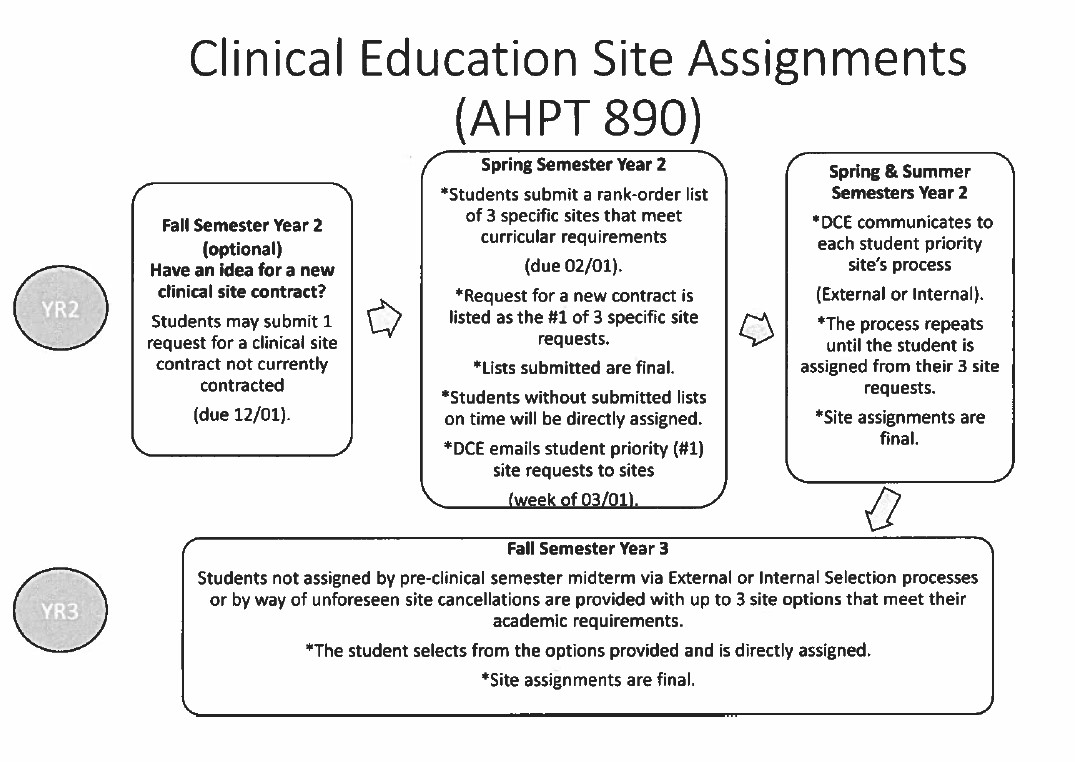 Clinical Education Site Assignments
(AHPT 890)
YR2
Fall Semester Year 2
(optional)
Have an idea for a new
clinical site contract?
Students may submit 1
request for a clinical site
contract not currently
contracted
(due 12/01).
Spring Semester Year 2
*Students submit a rank-order list
of 3 specific sites that meet
curricular requirements
(due 02/01).
*Request for a new contract is
listed as the #1 of 3 specific site
requests.
*Lists submitted are final.
*Students without submitted lists
on time will be directly assigned.
*DCE emails student priority (#1)
site requests to sites
(week of 03/01).
Spring & Summer
Semesters Year 2
*DCE communicates to
each student priority
site's process
(External or Internal).
*The process repeats
until the student is
assigned from their 3 site
requests.
*Site assignments are
final.
YR3
Fall Semester Year 3
Students not assigned by pre-clinical semester midterm via External or Internal Selection processes
or by way of unforeseen site cancellations are provided with up to 3 site options that meet their
academic requirements.
*The student selects from the options provided and is directly assigned.
*Site assignments are final.